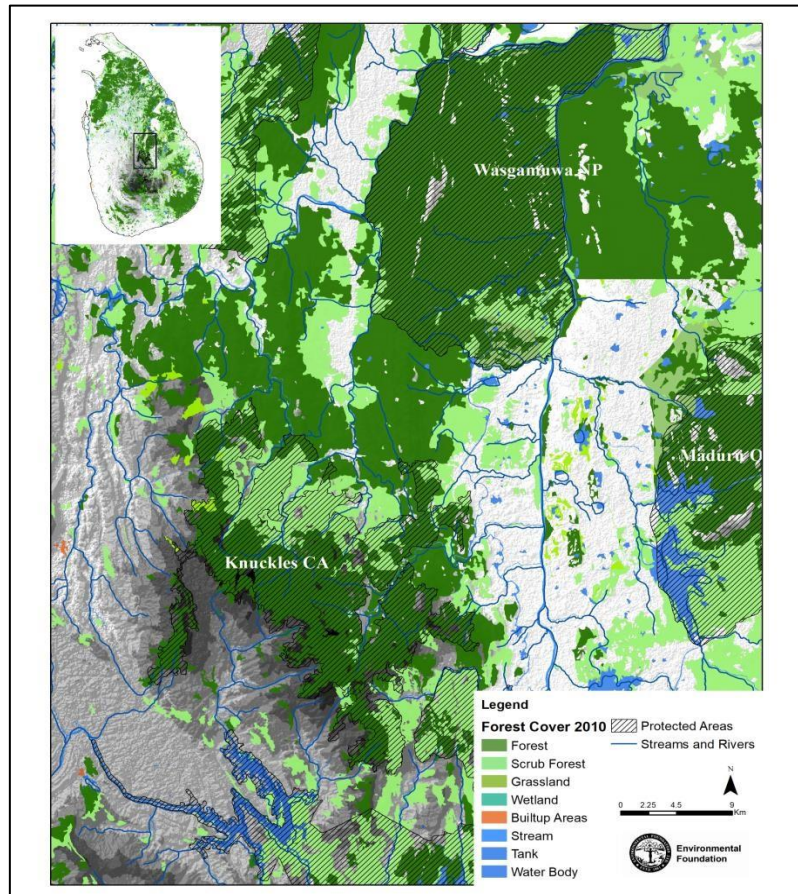 Wasgamuwa NP
Maduru O
Knuckles CA
Legend
Forest Cover 2010
Forest
Scrub Forest
Grassland
Wetland
Builtup Areas
Stream
Tank
Water Body
Protected Areas
Streams and Rivers
N
0 2.25 4.5 9
Km
Environmental
Foundation